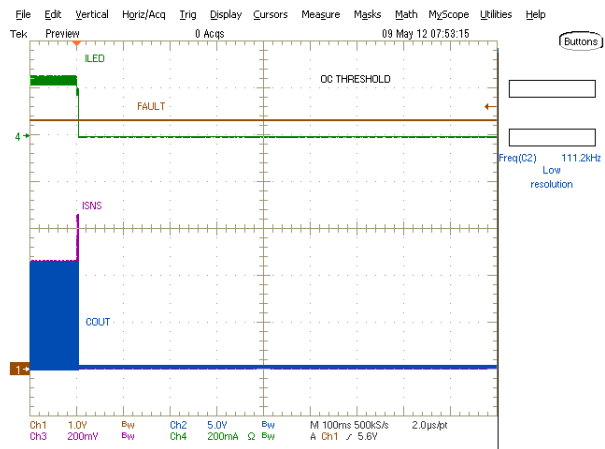 File Edit Vertical Horiz/Acq Trig Display Cursors Measure Masks Math MyScope Utilities Help
Tek Preview 0 Acqs 09 May 12 07:53:15 Buttons
ILED
OC THRESHOLD
FAULT
4
Freq(C2) 111.2kHz
Low
resolution
ISNS
COUT
1
Ch1 1.0V Bw Ch2 5.0V Bw M 100ms 500kS/s 2.0µs/pt
Ch3 200mV Bw Ch4 200mA Ω Bw A Ch1 ∕ 5.6V